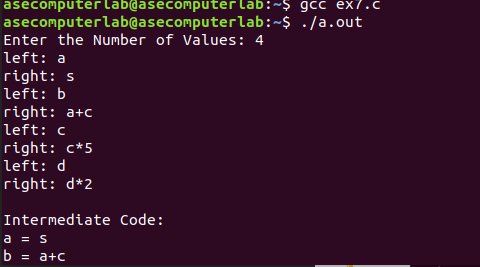 asecomputerlab@asecomputerlab:~$ gcc ex7.c
asecomputerlab@asecomputerlab:~$ ./a.out
Enter the Number of Values: 4
left: a
right: s
left: b
right: a+c
left: c
right: c*5
left: d
right: d*2

Intermediate Code:
a = s
b = a+c